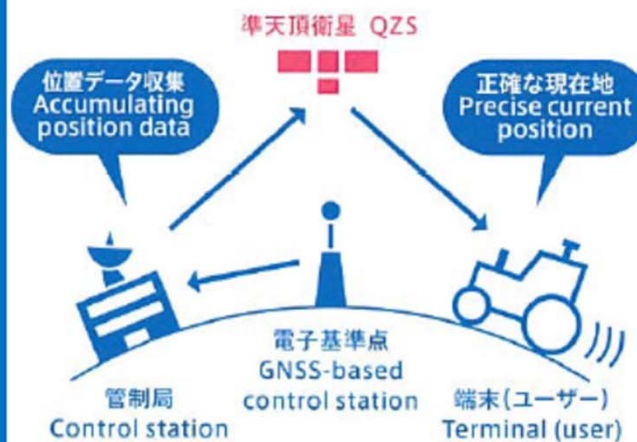 準天頂衛星 QZS
位置データ収集
Accumulating
position data
正確な現在地
Precise current
position
電子基準点
GNSS-based
control station
管制局
Control station
端末(ユーザー)
Terminal (user)